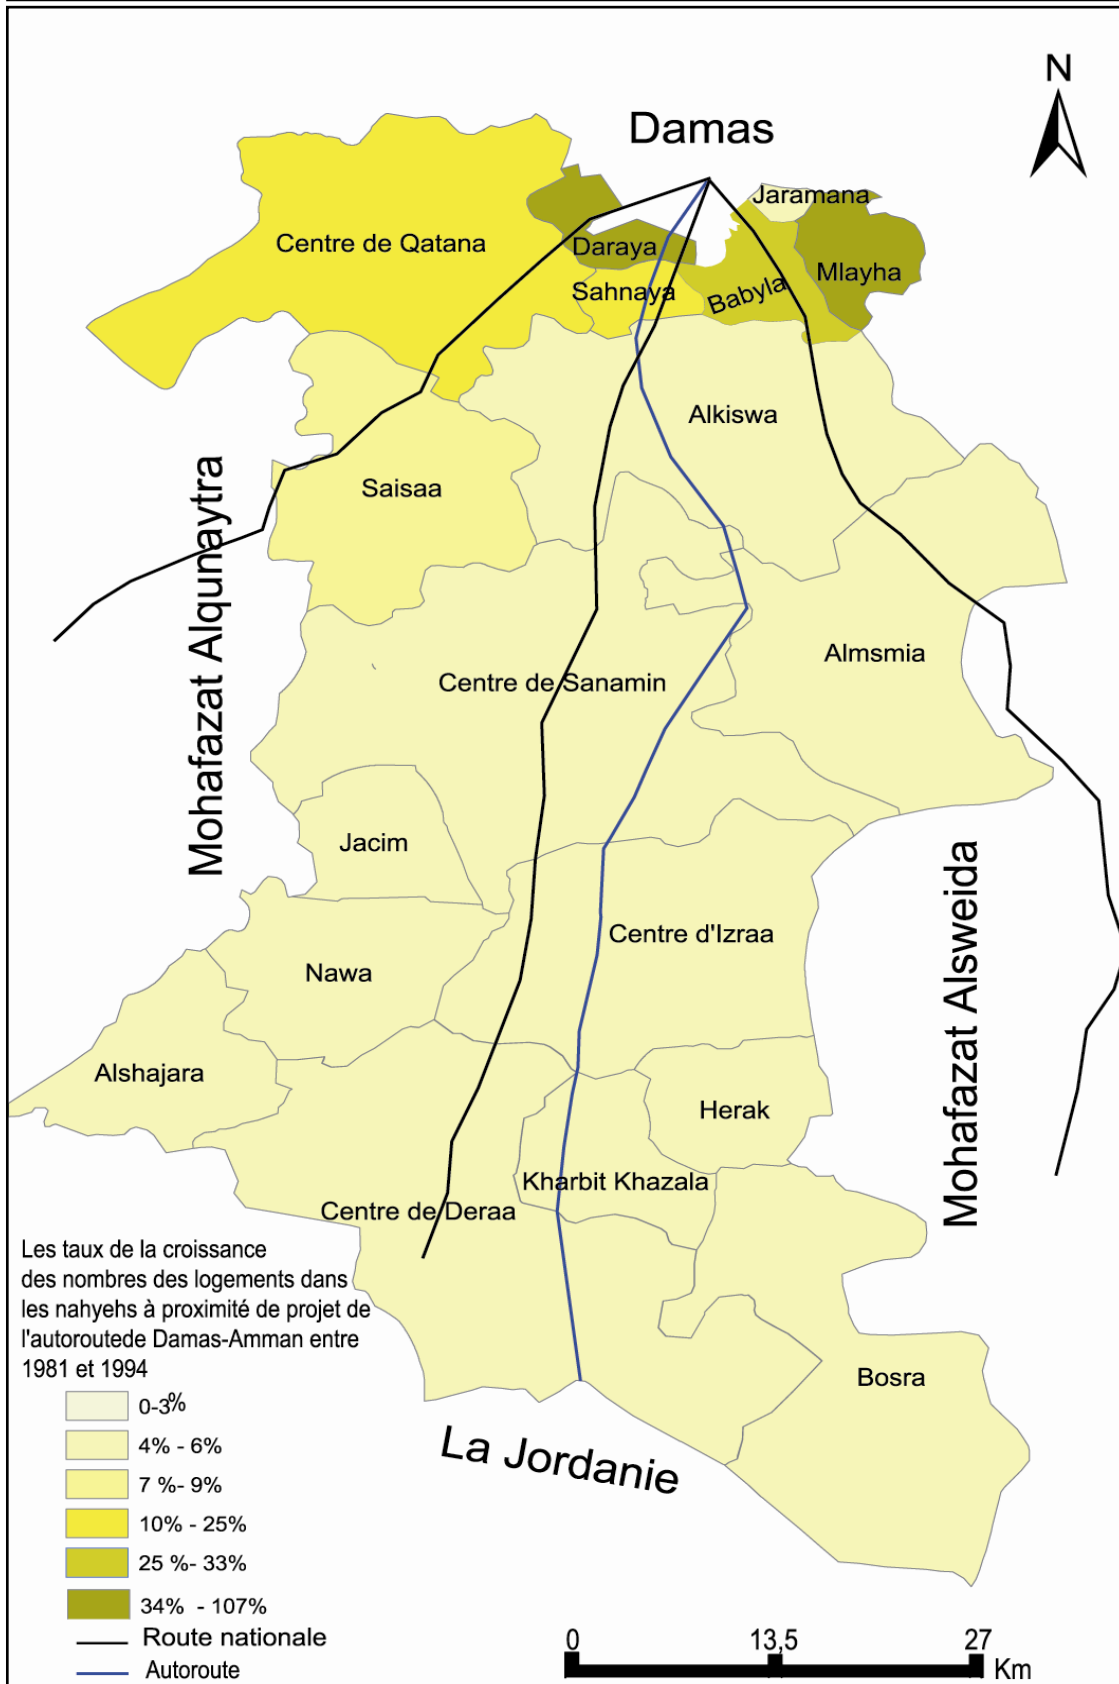 N
Damas
Jaramana
Centre de Qatana
Daraya
Mlayha
Sahnaya
Babyla
Alkiswa
Saisaa
Mohafazat Alqunaytra
Almsmia
Centre de Sanamin
Jacim
Centre d'Izraa
Nawa
Mohafazat Alsweida
Alshajara
Herak
Kharbit Khazala
Centre de Deraa
Bosra
La Jordanie
Les taux de la croissance
des nombres des logements dans
les nahyehs à proximité de projet de
l'autoroutede Damas-Amman entre
1981 et 1994
0-3%
4% - 6%
7 %- 9%
10% - 25%
25 %- 33%
34% - 107%
Route nationale
Autoroute
0 13,5 27
Km